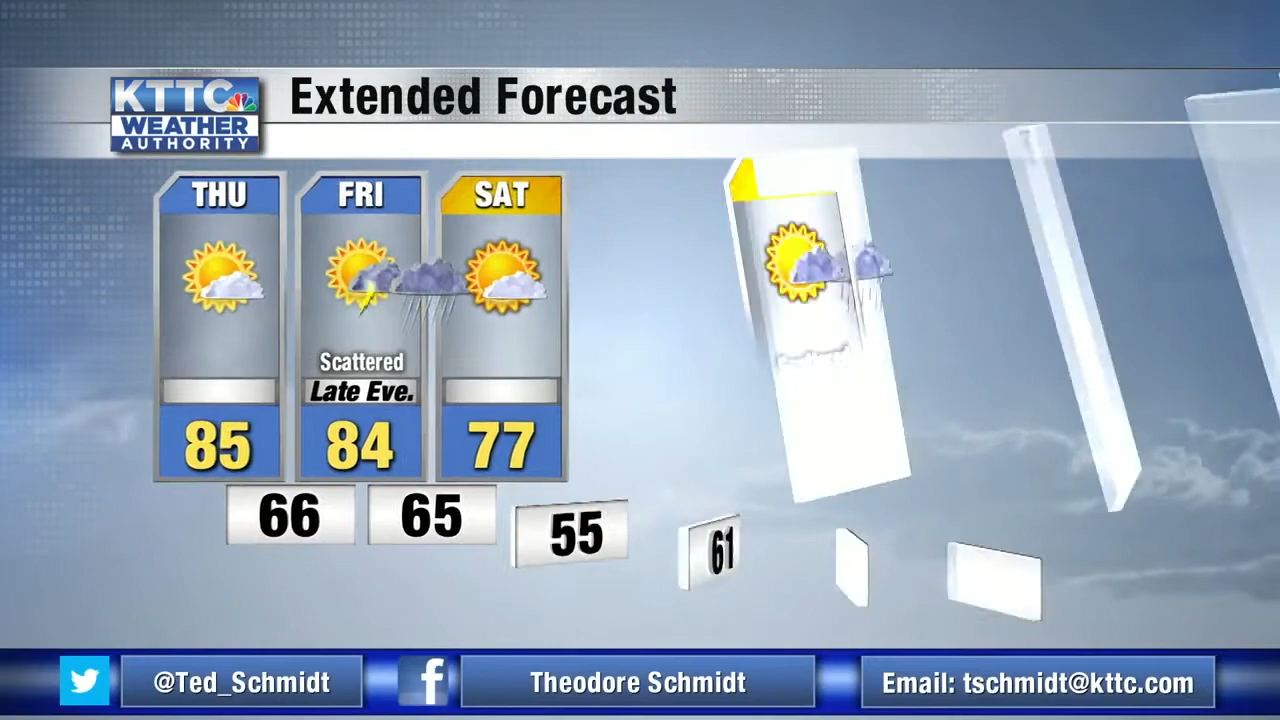 KTTC
WEATHER
AUTHORITY
Extended Forecast
THU
FRI
SAT
Scattered
Late Eve.
85
84
77
66
65
55
61
@Ted_Schmidt
Theodore Schmidt
Email: tschmidt@kttc.com